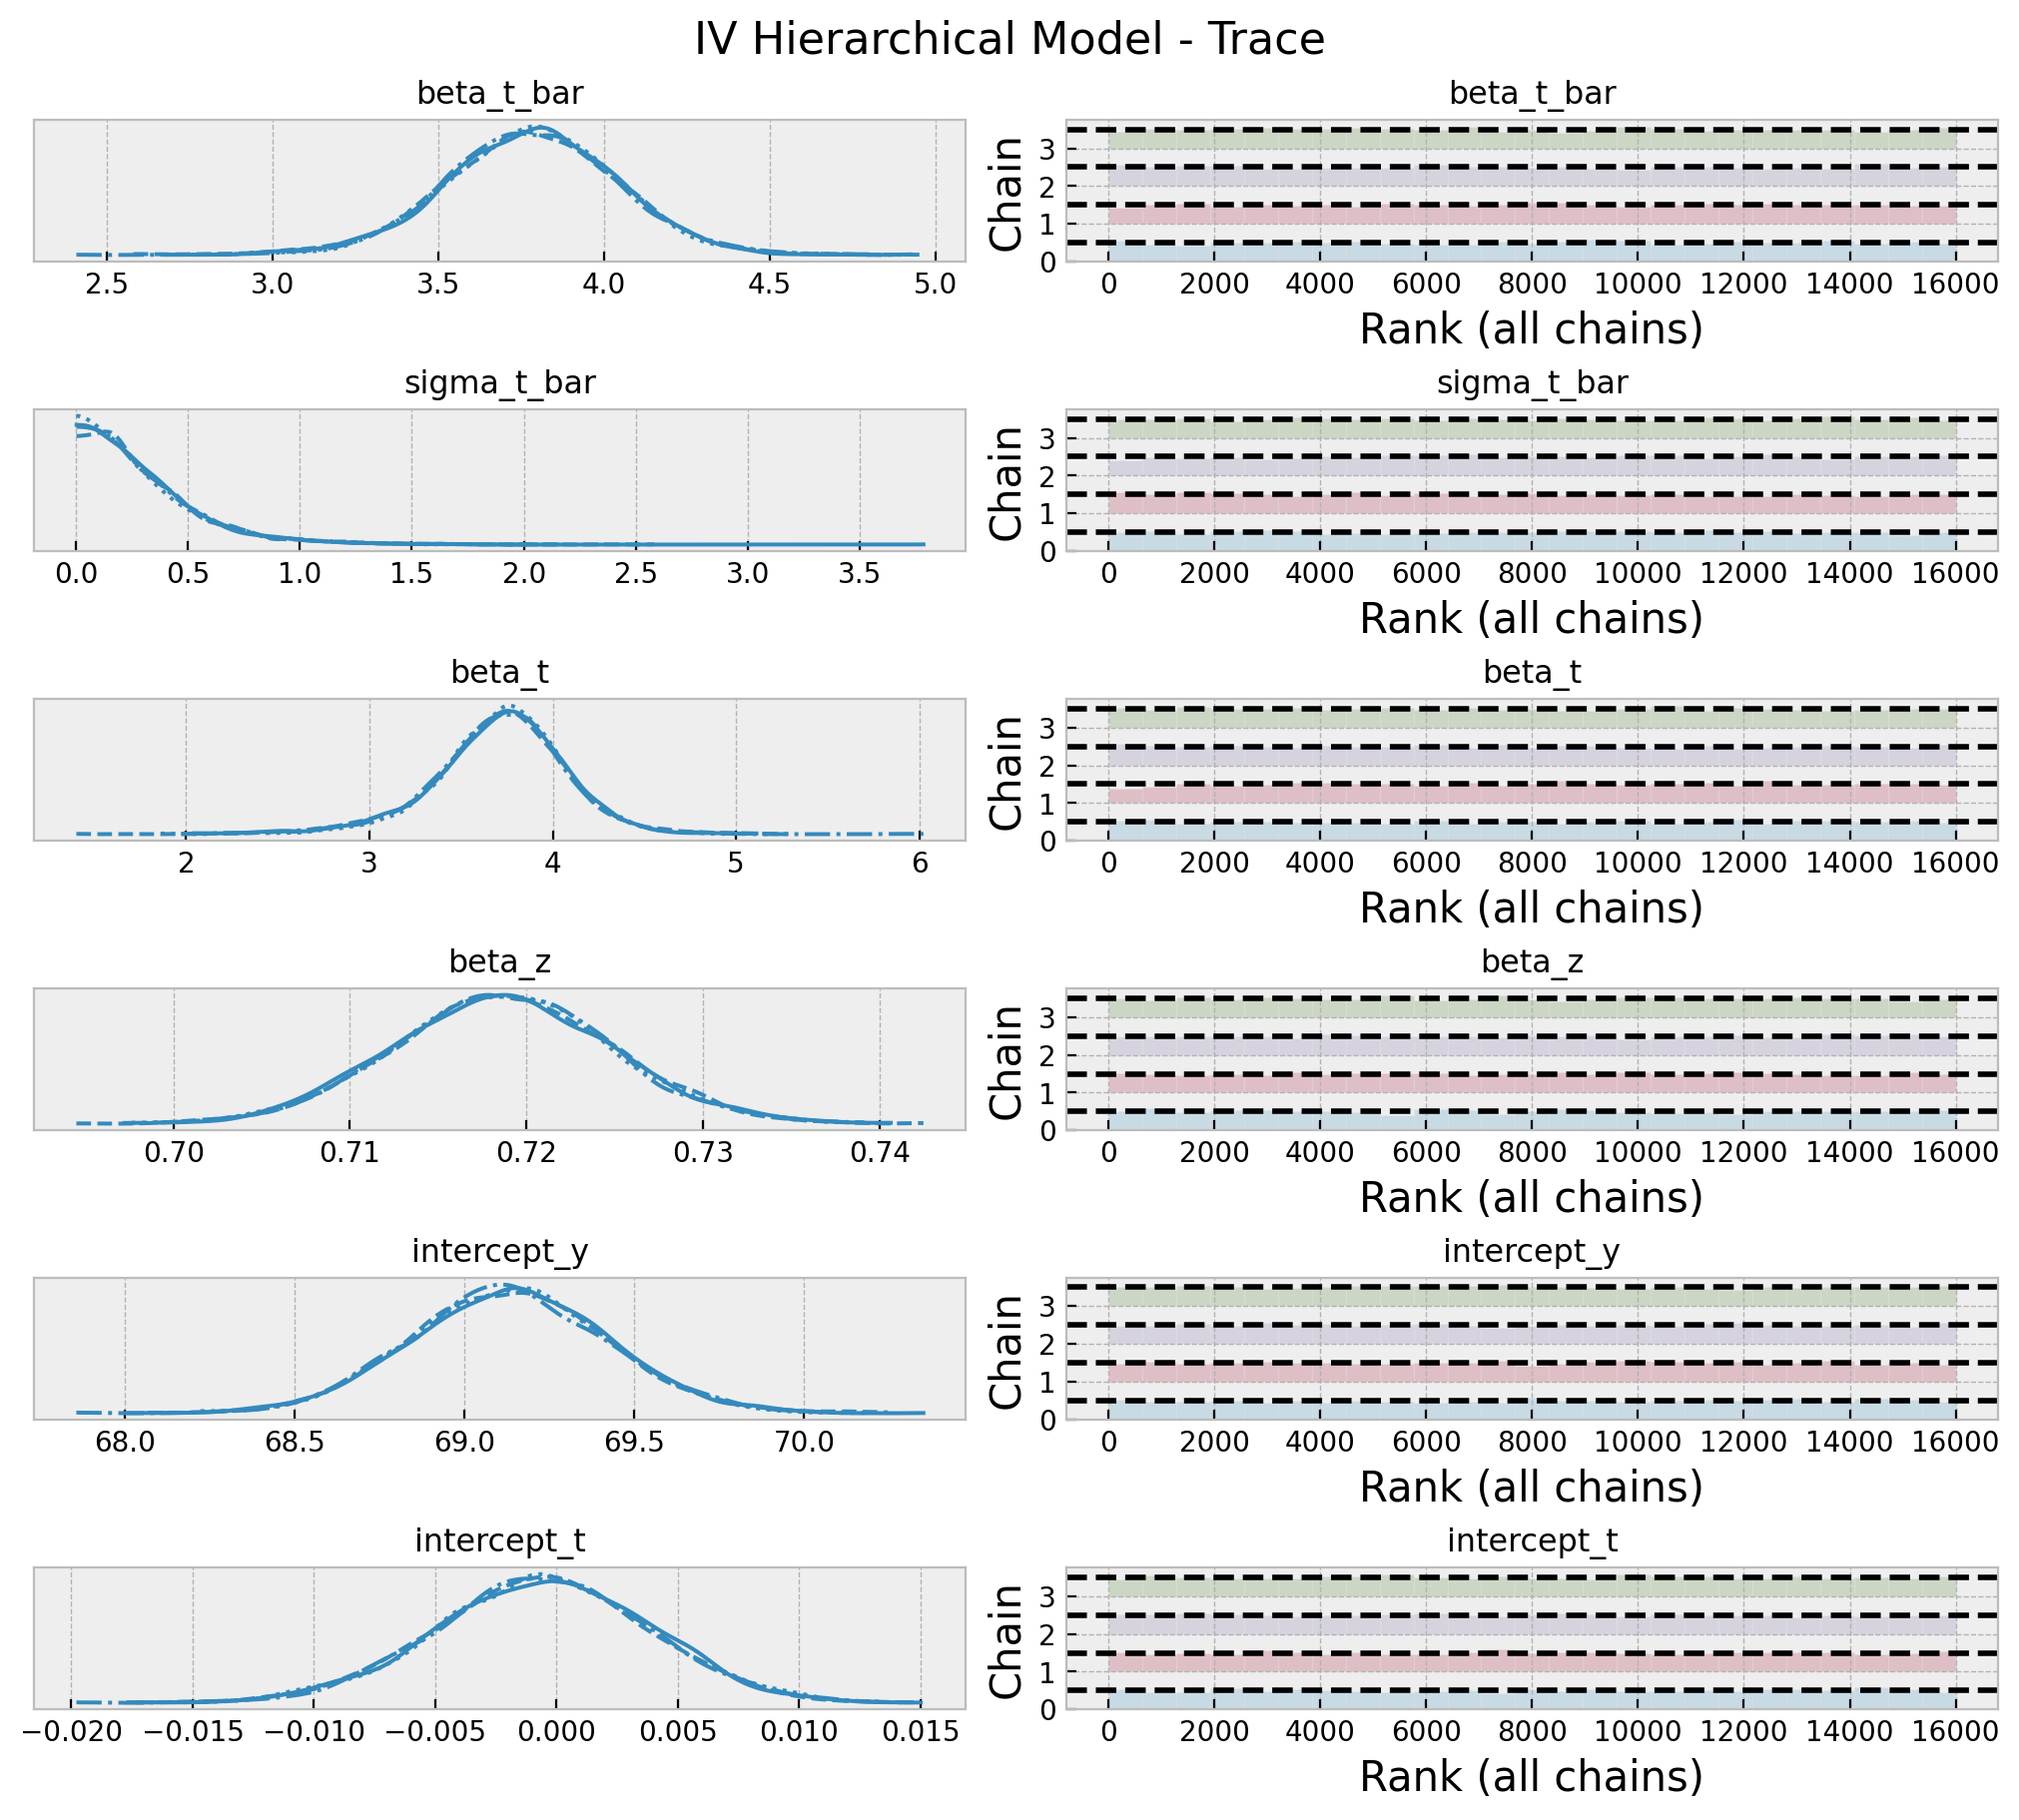 IV Hierarchical Model - Trace
beta_t_bar
beta_t_bar
2.5 3.0 3.5 4.0 4.5 5.0
Chain
3
2
1
0
0 2000 4000 6000 8000 10000 12000 14000 16000
Rank (all chains)
sigma_t_bar
sigma_t_bar
0.0 0.5 1.0 1.5 2.0 2.5 3.0 3.5
Chain
3
2
1
0
0 2000 4000 6000 8000 10000 12000 14000 16000
Rank (all chains)
beta_t
beta_t
2 3 4 5 6
Chain
3
2
1
0
0 2000 4000 6000 8000 10000 12000 14000 16000
Rank (all chains)
beta_z
beta_z
0.70 0.71 0.72 0.73 0.74
Chain
3
2
1
0
0 2000 4000 6000 8000 10000 12000 14000 16000
Rank (all chains)
intercept_y
intercept_y
68.0 68.5 69.0 69.5 70.0
Chain
3
2
1
0
0 2000 4000 6000 8000 10000 12000 14000 16000
Rank (all chains)
intercept_t
intercept_t
−0.020 −0.015 −0.010 −0.005 0.000 0.005 0.010 0.015
Chain
3
2
1
0
0 2000 4000 6000 8000 10000 12000 14000 16000
Rank (all chains)